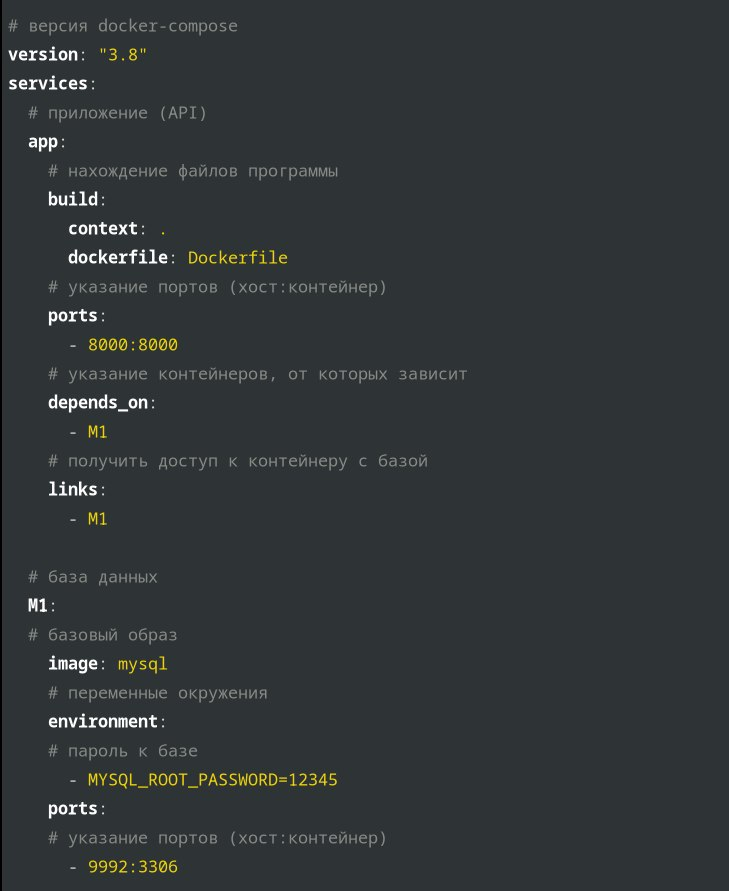 # версия docker-compose
version: "3.8"
services:
  # приложение (API)
  app:
    # нахождение файлов программы
    build:
      context: .
      dockerfile: Dockerfile
    # указание портов (хост:контейнер)
    ports:
      - 8000:8000
    # указание контейнеров, от которых зависит
    depends_on:
      - M1
    # получить доступ к контейнеру с базой
    links:
      - M1

  # база данных
  M1:
  # базовый образ
    image: mysql
    # переменные окружения
    environment:
    # пароль к базе
      - MYSQL_ROOT_PASSWORD=12345
    ports:
    # указание портов (хост:контейнер)
      - 9992:3306